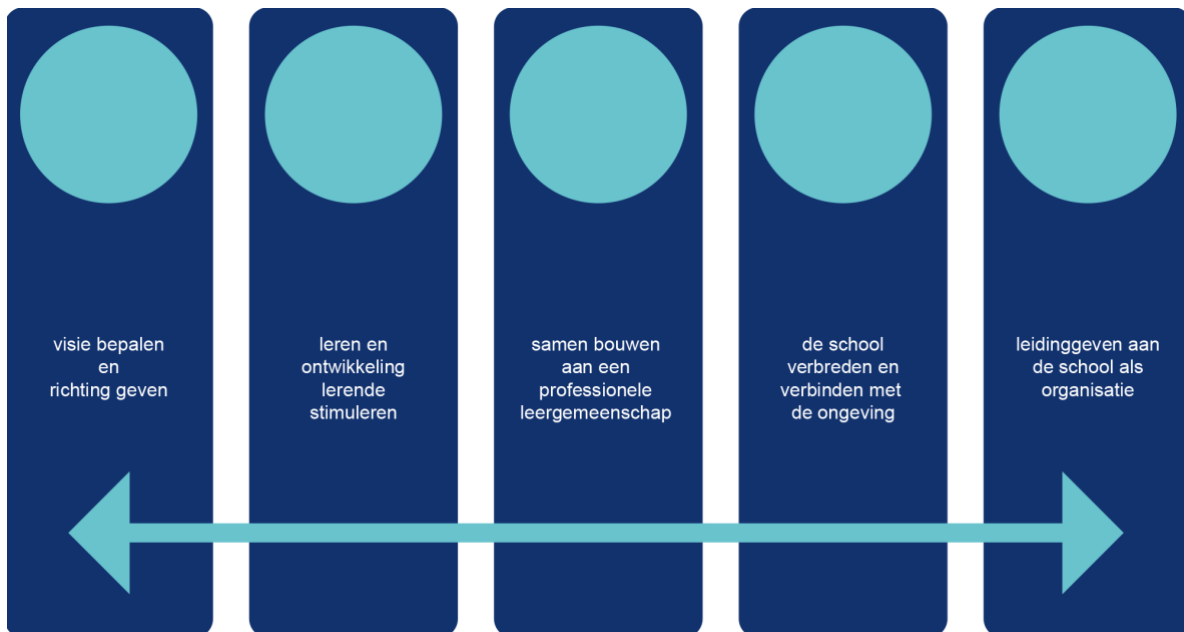 visie bepalen
en
richting geven
leren en
ontwikkeling
lerende
stimuleren
samen bouwen
aan een
professionele
leergemeenschap
de school
verbreden en
verbinden met
de ongeving
leidinggeven aan
de school als
organisatie